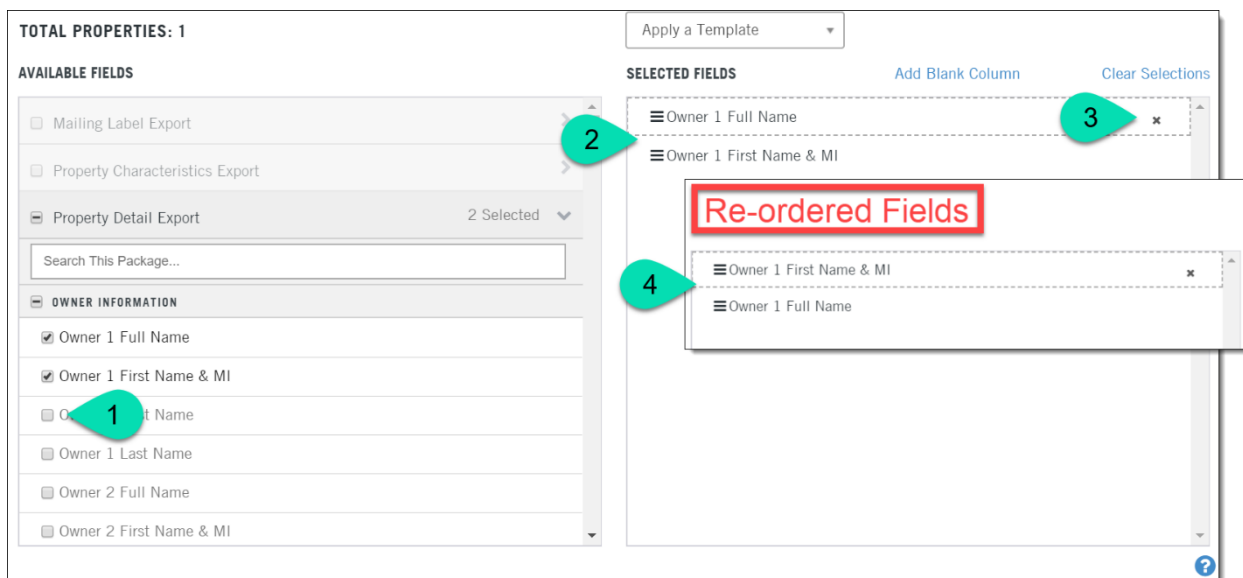 TOTAL PROPERTIES: 1
Apply a Template
AVAILABLE FIELDS
SELECTED FIELDS
Add Blank Column
Clear Selections
Mailing Label Export
Property Characteristics Export
Property Detail Export
2 Selected
Search This Package...
OWNER INFORMATION
Owner 1 Full Name
Owner 1 First Name & MI
1
t Name
Owner 1 Last Name
Owner 2 Full Name
Owner 2 First Name & MI
2
Owner 1 Full Name
3
Owner 1 First Name & MI
Re-ordered Fields
4
Owner 1 First Name & MI
Owner 1 Full Name
?